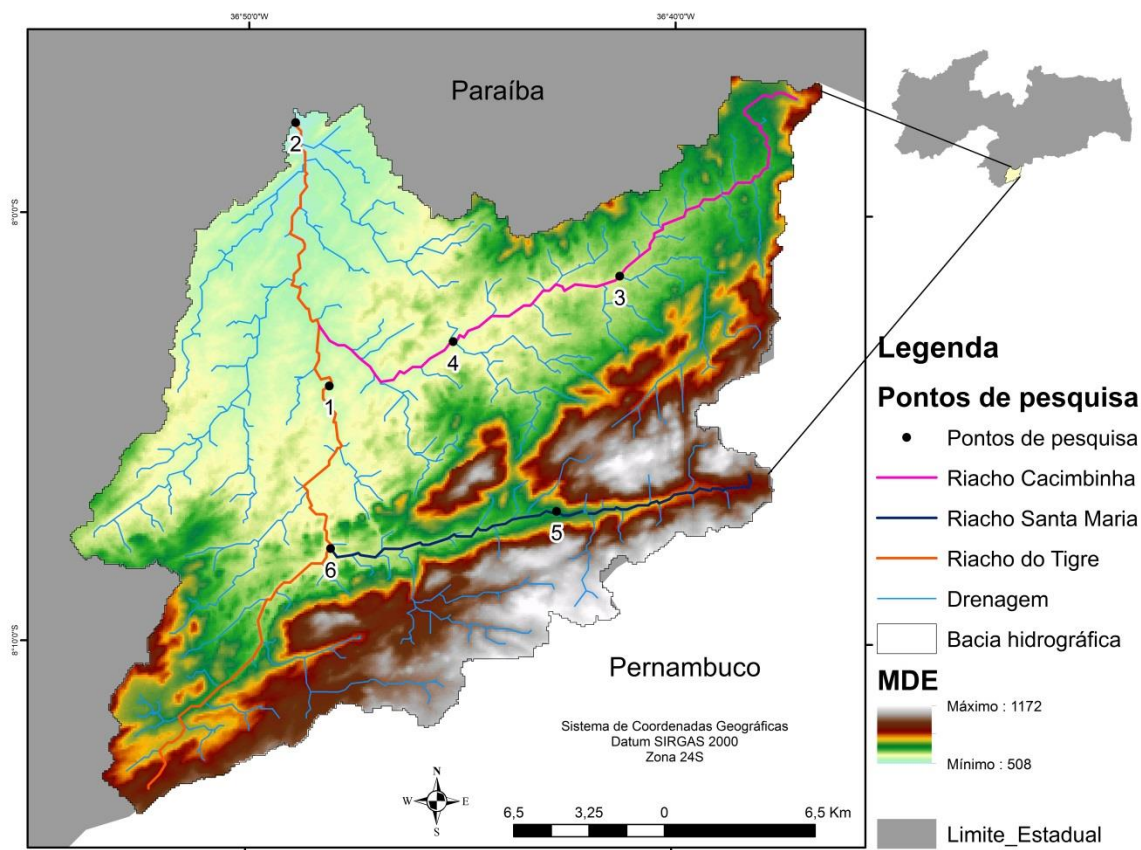 36°50'0"W
36°40'0"W
Paraíba
2
8°0'0"S
3
4
1
5
6
8°10'0"S
Pernambuco
Sistema de Coordenadas Geográficas
Datum SIRGAS 2000
Zona 24S
N
W E
S
6,5 3,25 0 6,5 Km
Legenda
Pontos de pesquisa
Pontos de pesquisa
Riacho Cacimbinha
Riacho Santa Maria
Riacho do Tigre
Drenagem
Bacia hidrográfica
MDE
Máximo : 1172
Mínimo : 508
Limite_Estadual